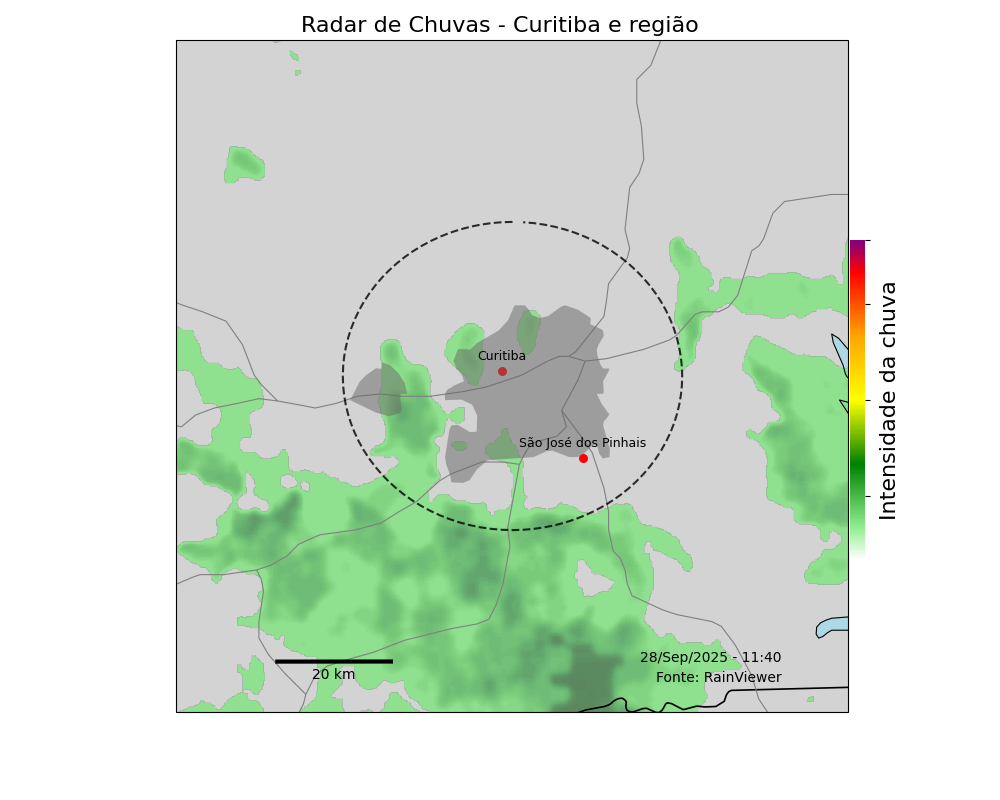 Radar de Chuvas - Curitiba e região
Curitiba
São José dos Pinhais
Intensidade da chuva
28/Sep/2025 - 11:40
Fonte: RainViewer
20 km